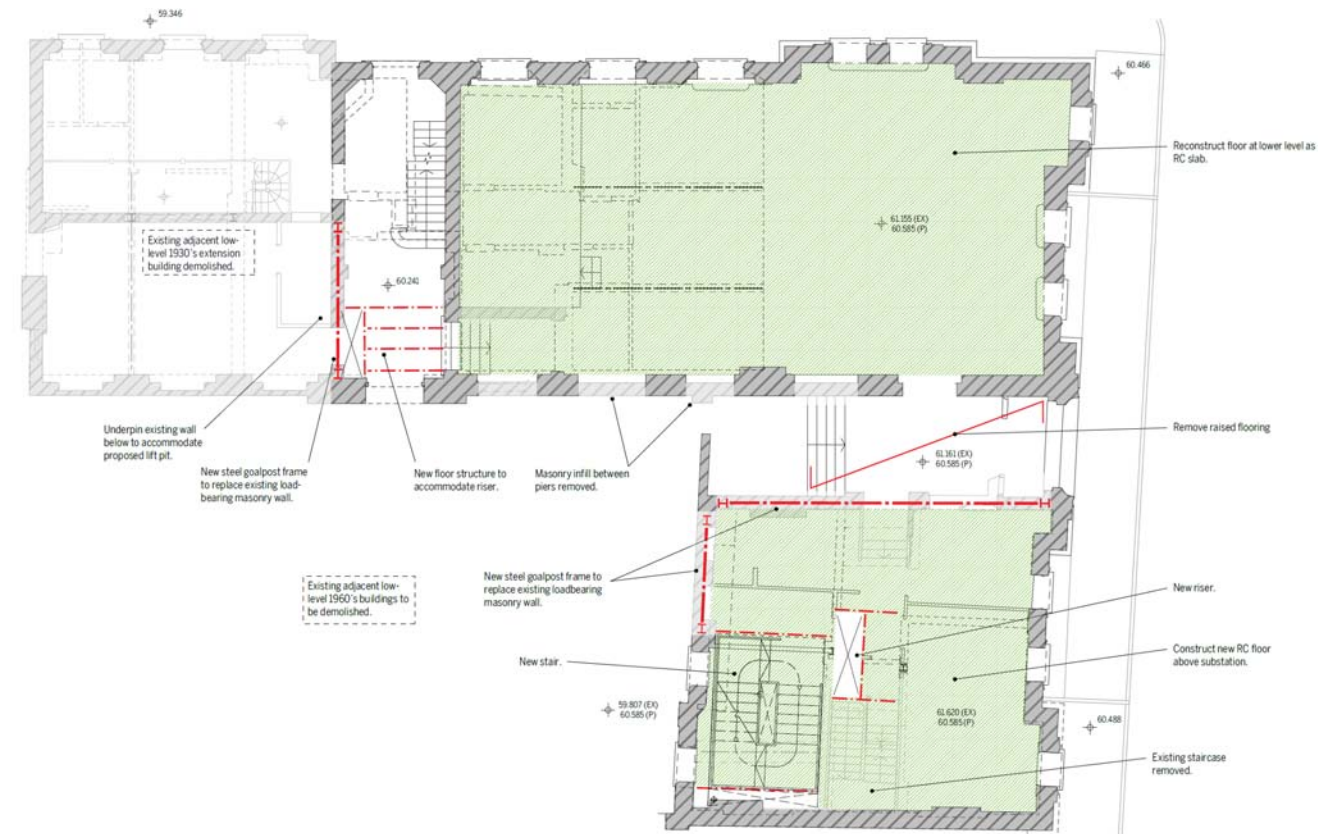 59.346
60.466
Reconstruct floor at lower level as
RC slab.
61.155 (EX)
60.585 (P)
Existing adjacent low-
level 1930's extension
building demolished.
60.241
Underpin existing wall
below to accommodate
proposed lift pit.
New steel goalpost frame
to replace existing load-
bearing masonry wall.
New floor structure to
accommodate riser.
Masonry infill between
piers removed.
Remove raised flooring
61.161 (EX)
60.585 (P)
Existing adjacent low-
level 1960's buildings to
be demolished.
New steel goalpost frame to
replace existing loadbearing
masonry wall.
New riser.
New stair.
Construct new RC floor
above substation.
59.807 (EX)
60.585 (P)
61.620 (EX)
60.585 (P)
60.488
Existing staircase
removed.